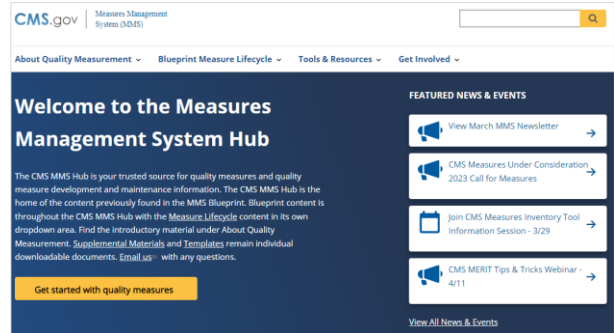 CMS.gov
Measures Management
System (MMS)
About Quality Measurement
Blueprint Measure Lifecycle
Tools & Resources
Get Involved
Welcome to the Measures
Management System Hub
The CMS MMS Hub is your trusted source for quality measures and quality
measure development and maintenance information. The CMS MMS Hub is the
home of the content previously found in the MMS Blueprint. Blueprint content is
throughout the CMS MMS Hub with the Measure Lifecycle content in its own
dropdown area. Find the introductory material under About Quality
Measurement. Supplemental Materials and Templates remain individual
downloadable documents. Email us with any questions.
Get started with quality measures
FEATURED NEWS & EVENTS
View March MMS Newsletter
CMS Measures Under Consideration
2023 Call for Measures
Join CMS Measures Inventory Tool
Information Session - 3/29
CMS MERIT Tips & Tricks Webinar -
4/11
View All News & Events